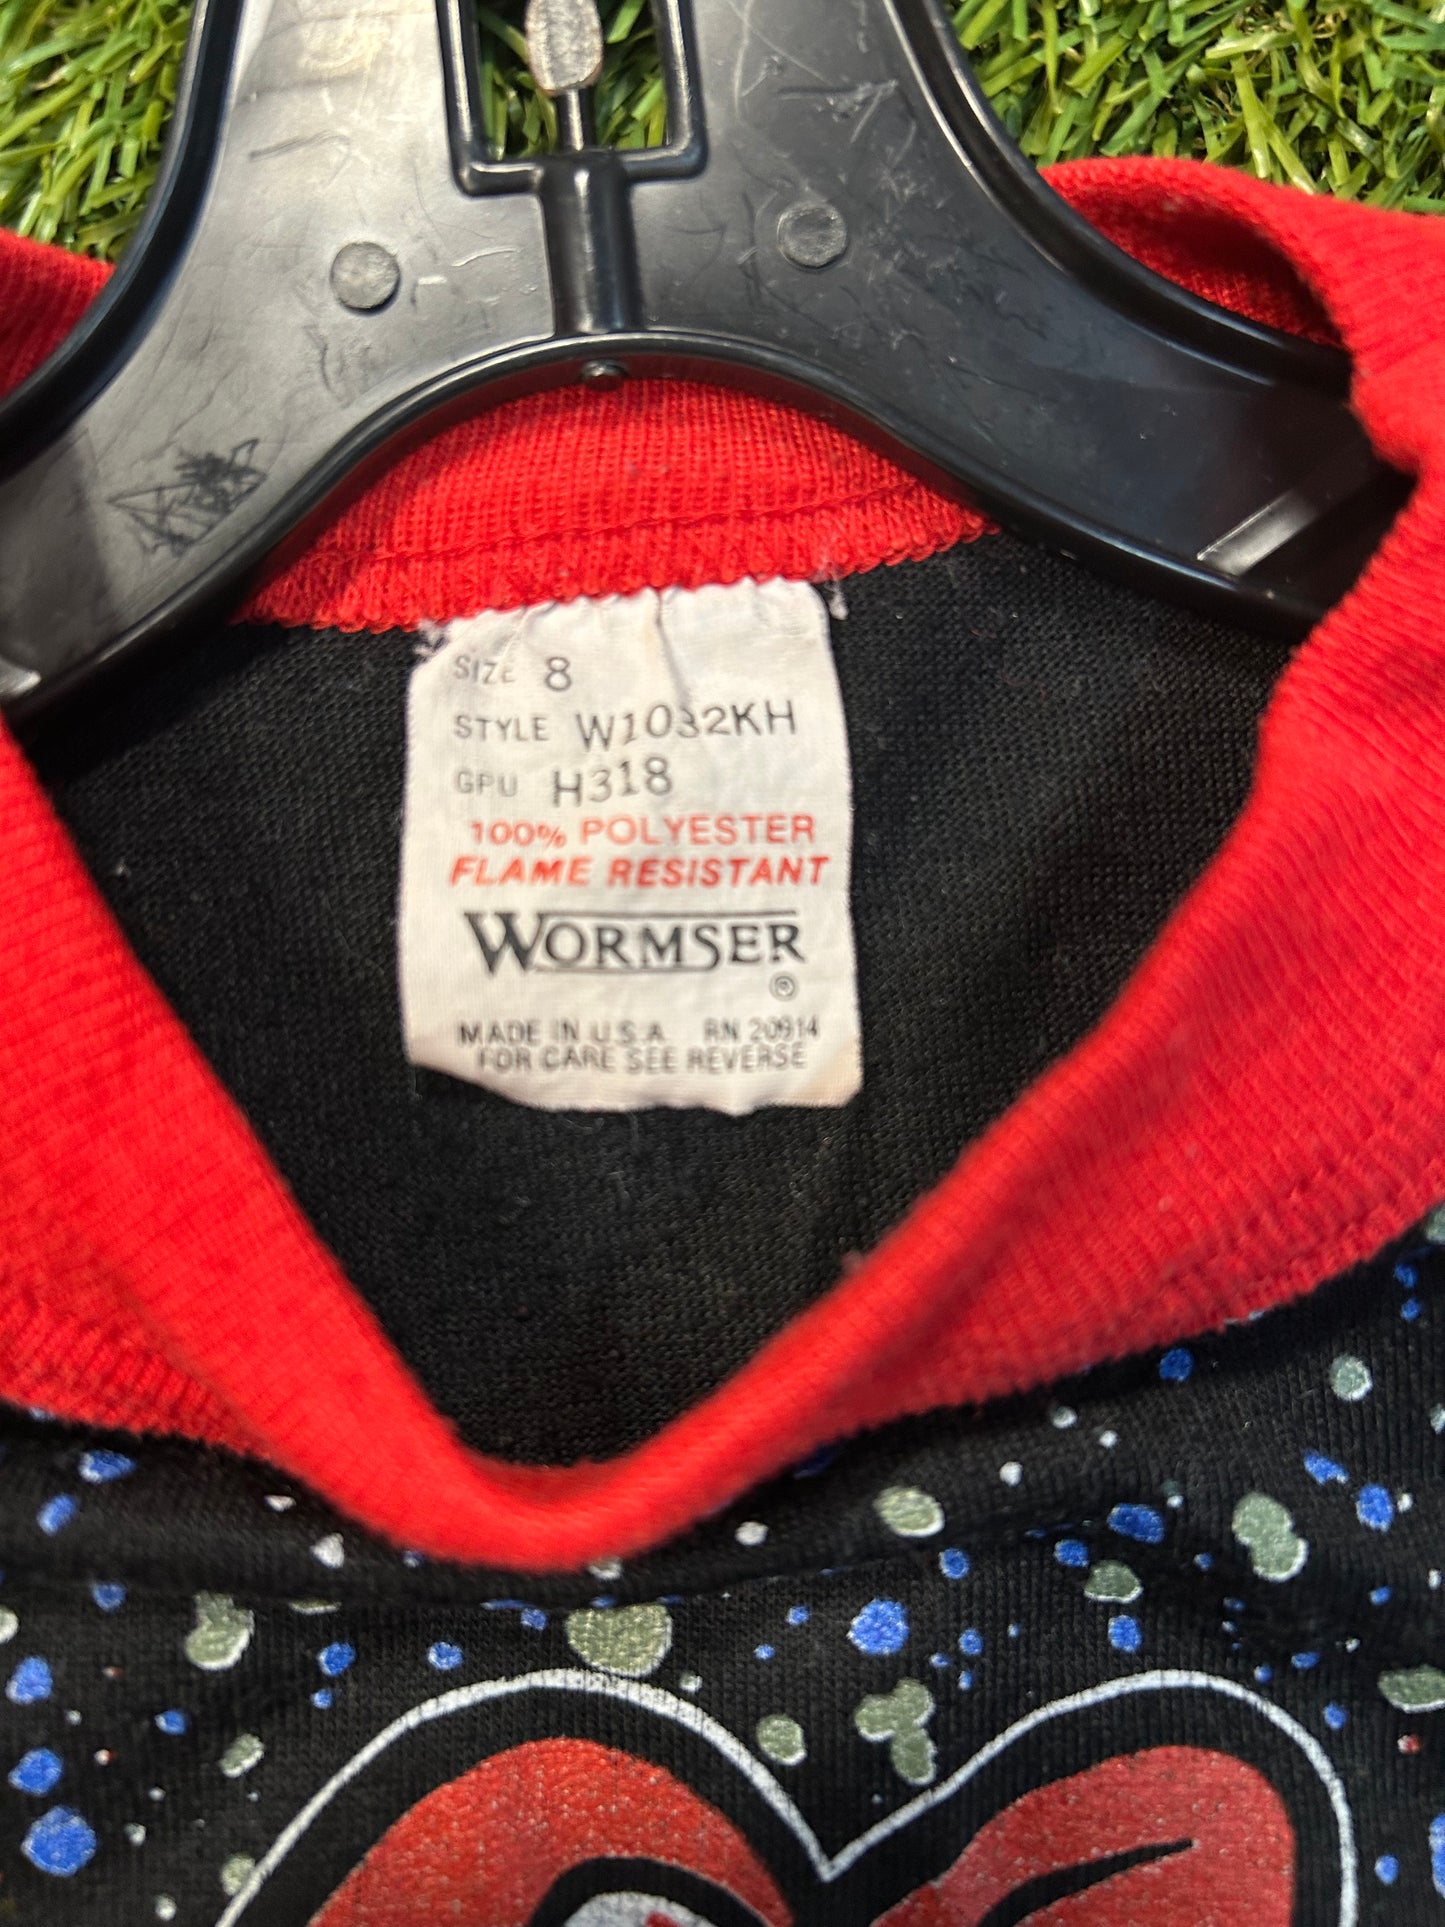 SIZE 8
STYLE W1032KH
GPU H318
100% POLYESTER
FLAME RESISTANT
WORMSER
®
MADE IN U.S.A. RN 20914
FOR CARE SEE REVERSE